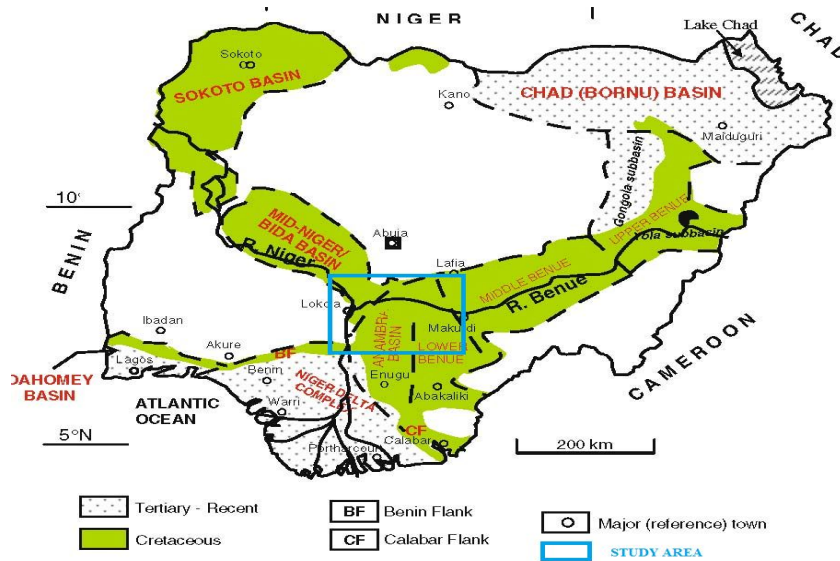 NIGER
Lake Chad
CHAD
Sokoto
SOKOTO BASIN
Kano
CHAD (BORNU) BASIN
Maiduguri
Gongola subbasin
10°
MID-NIGER/
BIDA BASIN
R. Niger
Abuja
UPPER BENUE
Yola subbasin
BENIN
Lafia
MIDDLE BENUE
R. Benue
Lokoja
Makurdi
ANAMBRA
BASIN
LOWER
BENUE
CAMEROON
Ibadan
Akure
BF
Lagos
Benin
Enugu
DAHOMEY
BASIN
NIGER-DELTA
COMPLEX
Abakaliki
ATLANTIC
OCEAN
Warri
CF
Calabar
5°N
Portharcourt
200 km
Tertiary - Recent
BF Benin Flank
Major (reference) town
Cretaceous
CF Calabar Flank
STUDY AREA